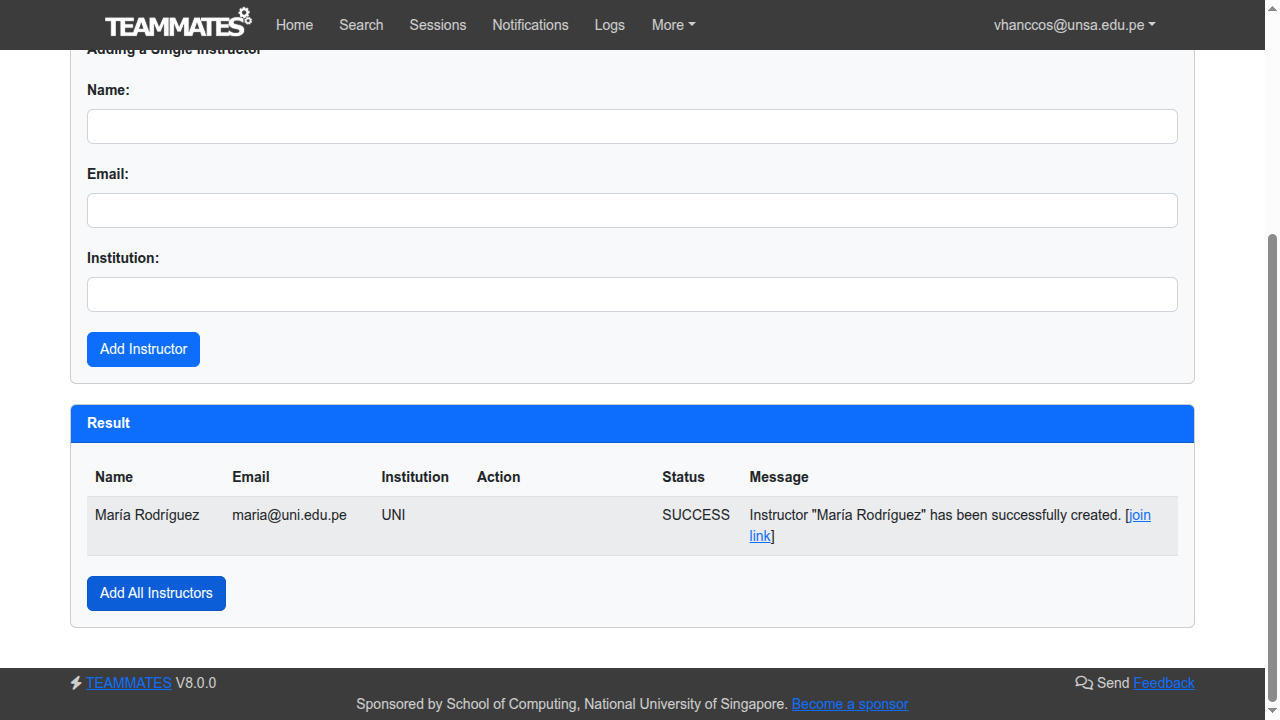 TEAMMATES Home Search Sessions Notifications Logs More vhanccos@unsa.edu.pe
Adding a Single Instructor
Name:
Email:
Institution:
Add Instructor
Result
Name Email Institution Action Status Message
María Rodríguez maria@uni.edu.pe UNI SUCCESS Instructor "María Rodríguez" has been successfully created. [join
link]
Add All Instructors
TEAMMATES V8.0.0 Send Feedback
Sponsored by School of Computing, National University of Singapore. Become a sponsor